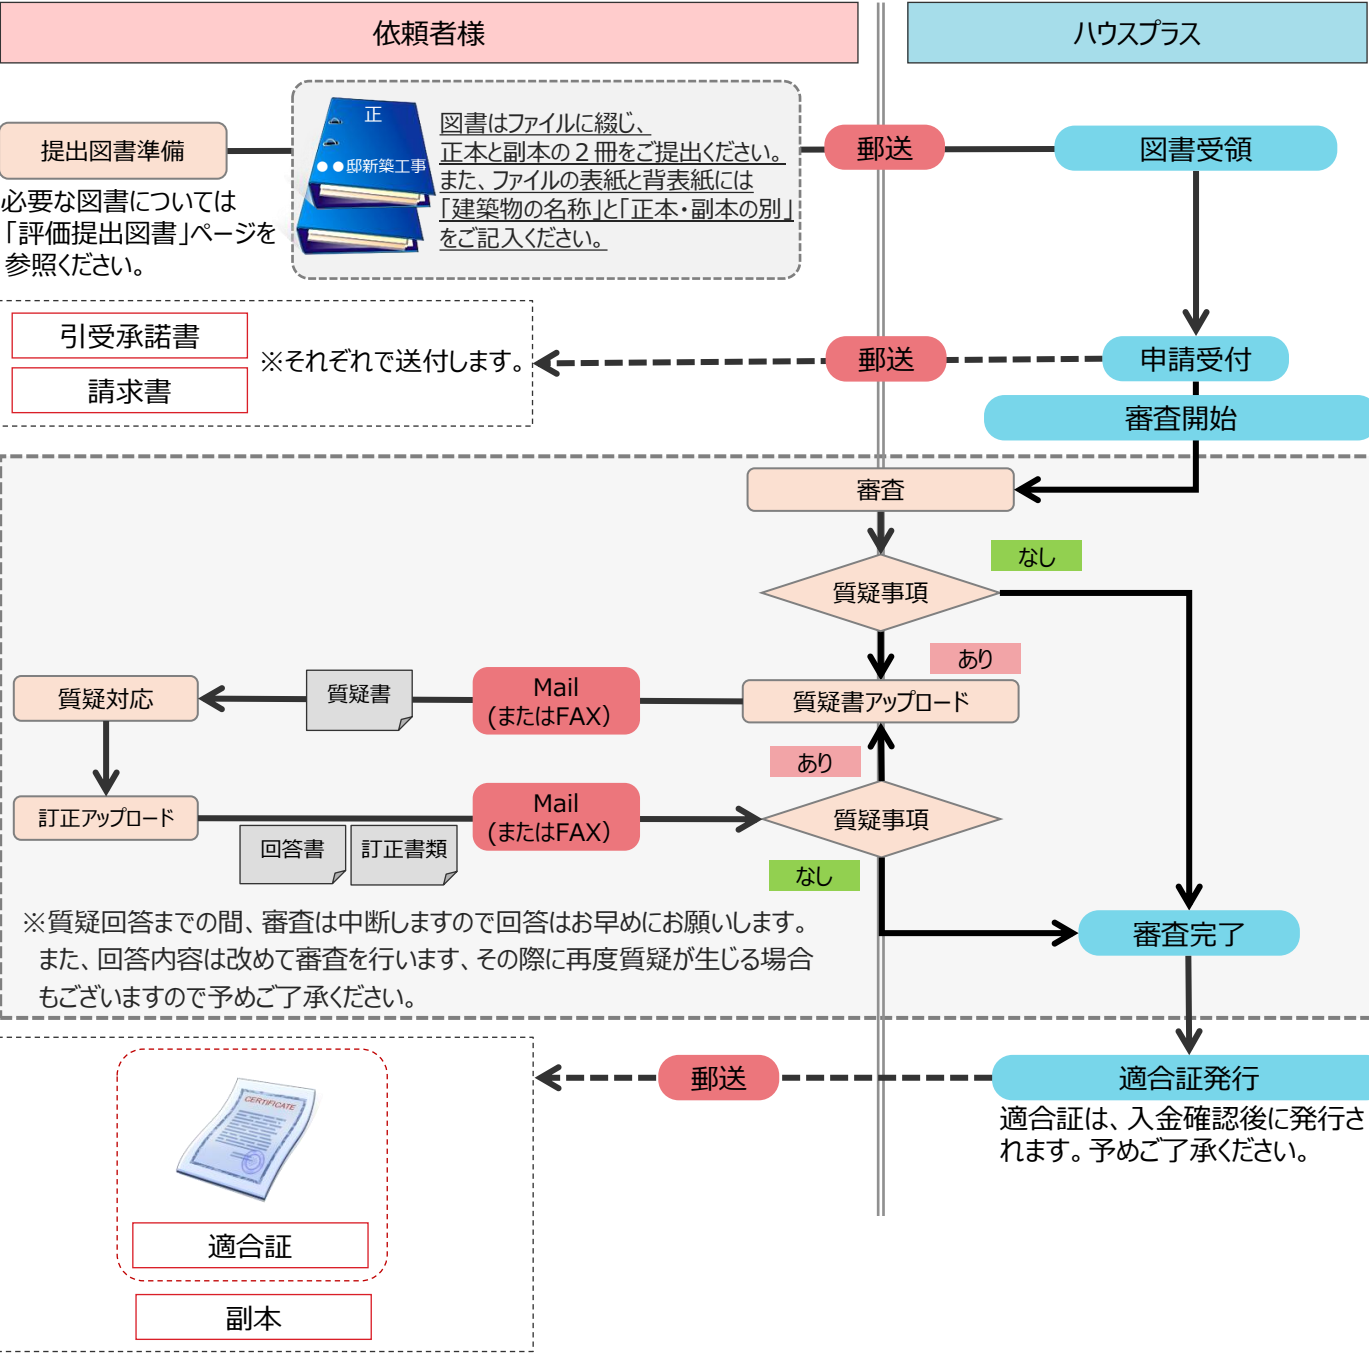 依頼者様
ハウスプラス
提出図書準備
必要な図書については
「評価提出図書」ページを
参照ください。
正
●●邸新築工事
図書はファイルに綴じ、
正本と副本の２冊をご提出ください。
また、ファイルの表紙と背表紙には
「建築物の名称」と「正本・副本の別」
をご記入ください。
郵送
図書受領
引受承諾書
請求書
※それぞれで送付します。
郵送
申請受付
審査開始
審査
質疑事項
なし
あり
質疑対応
質疑書
Mail
(またはFAX)
質疑書アップロード
あり
訂正アップロード
回答書
訂正書類
Mail
(またはFAX)
質疑事項
なし
※質疑回答までの間、審査は中断しますので回答はお早めにお願いします。
また、回答内容は改めて審査を行います、その際に再度質疑が生じる場合
もございますので予めご了承ください。
審査完了
郵送
適合証発行
適合証は、入金確認後に発行さ
れます。予めご了承ください。
CERTIFICATE
適合証
副本